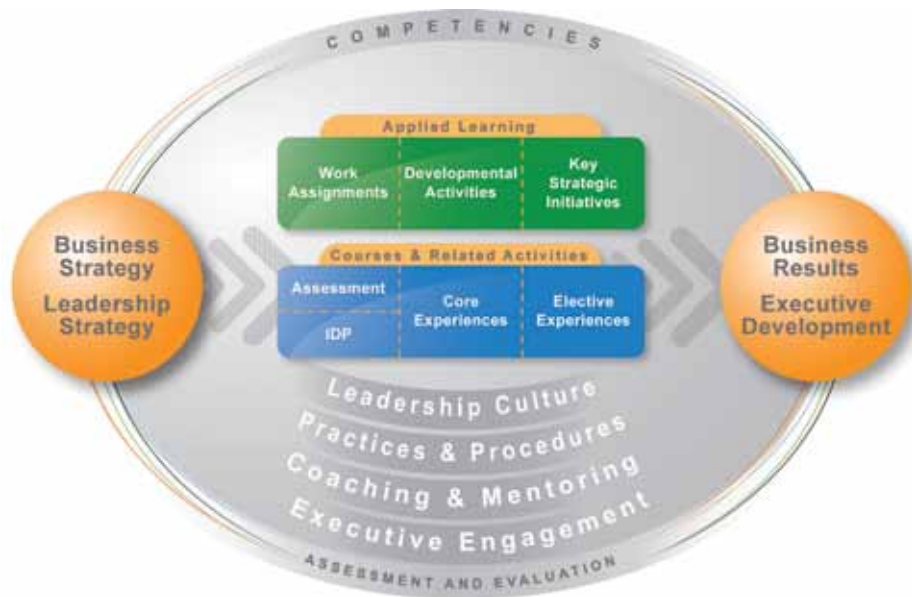 COMPETENCIES
Applied Learning
Work
Assignments
Developmental
Activities
Key
Strategic
Initiatives
Business
Strategy
Leadership
Strategy
Courses & Related Activities
Assessment
IDP
Core
Experiences
Elective
Experiences
Business
Results
Executive
Development
Leadership Culture
Practices & Procedures
Coaching & Mentoring
Executive Engagement
ASSESSMENT AND EVALUATION